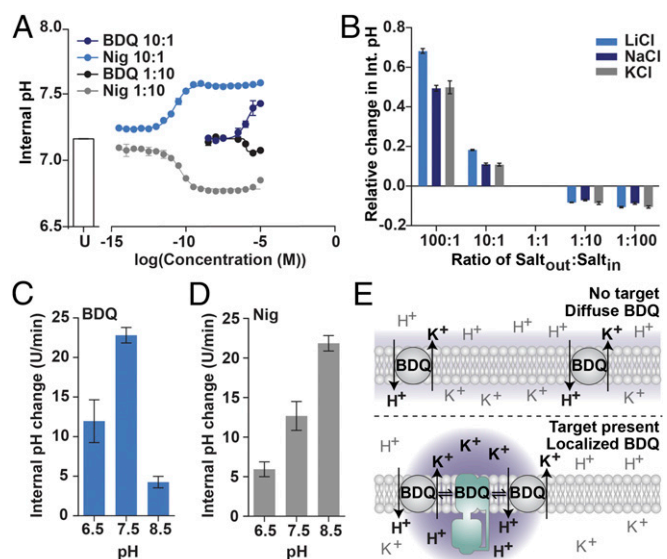 A
8.0
7.5
7.0
6.5
Internal pH
BDQ 10:1
Nig 10:1
BDQ 1:10
Nig 1:10
U
-15
-10
-5
0
log(Concentration (M))
B
0.8
0.6
0.4
0.2
0.0
-0.2
Relative change in Int. pH
LiCl
NaCl
KCl
100:1
10:1
1:1
1:10
1:100
Ratio of Salt_out:Salt_in
C
BDQ
25
20
15
10
5
0
Internal pH change (U/min)
6.5
7.5
8.5
pH
D
Nig
25
20
15
10
5
0
Internal pH change (U/min)
6.5
7.5
8.5
pH
E
No target
Diffuse BDQ
H+
H+
H+
H+
H+
K+
K+
BDQ
BDQ
H+
H+
K+
K+
K+
K+
Target present
Localized BDQ
H+
H+
H+
H+
K+
K+
K+
K+
K+
BDQ
BDQ
BDQ
H+
H+
H+
H+
K+
K+